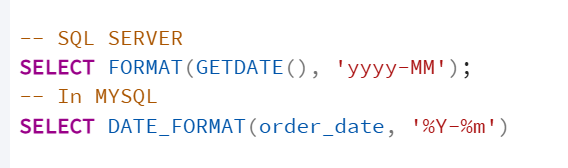 -- SQL SERVER
SELECT FORMAT(GETDATE(), 'yyyy-MM');
-- In MYSQL
SELECT DATE_FORMAT(order_date, '%Y-%m')